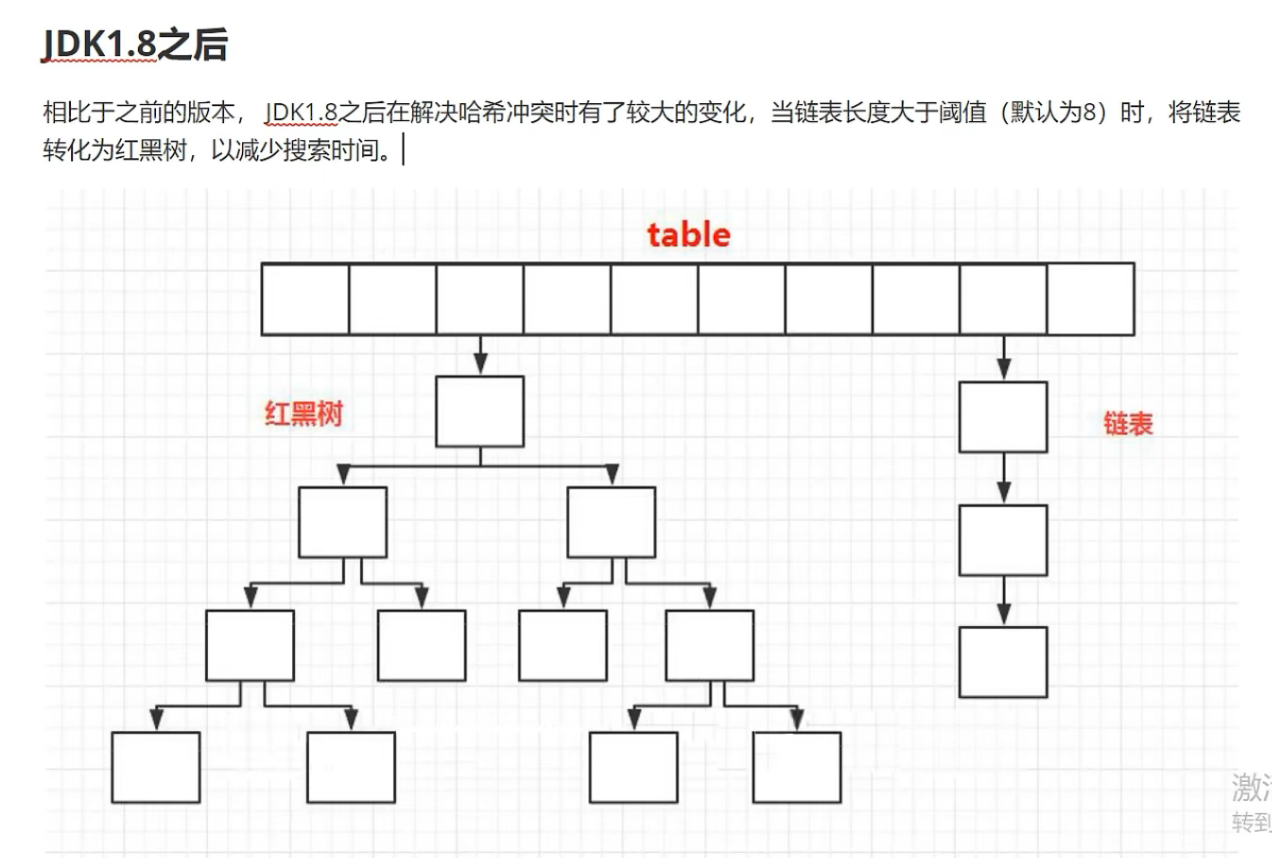 JDK1.8之后
相比于之前的版本， JDK1.8之后在解决哈希冲突时有了较大的变化，当链表长度大于阈值（默认为8）时，将链表
转化为红黑树，以减少搜索时间。
table
红黑树
链表
转到